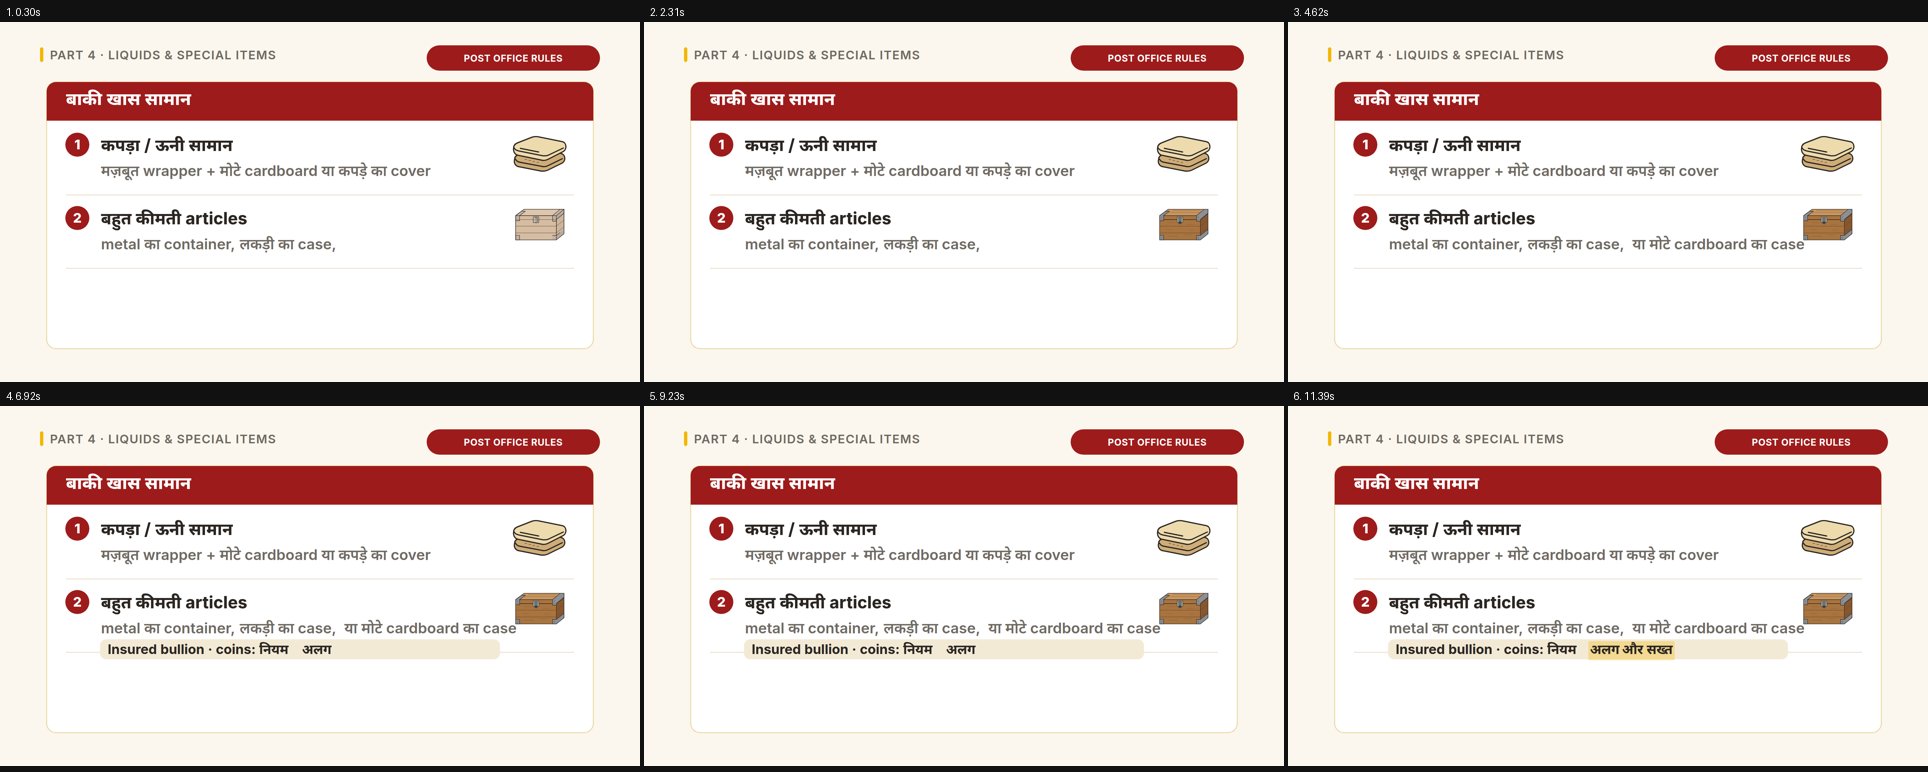 1. 0.30s
PART 4 · LIQUIDS & SPECIAL ITEMS
POST OFFICE RULES
बाकी खास सामान
1 कपड़ा / ऊनी सामान
मज़बूत wrapper + मोटे cardboard या कपड़े का cover
2 बहुत कीमती articles
metal का container, लकड़ी का case,
2. 2.31s
PART 4 · LIQUIDS & SPECIAL ITEMS
POST OFFICE RULES
बाकी खास सामान
1 कपड़ा / ऊनी सामान
मज़बूत wrapper + मोटे cardboard या कपड़े का cover
2 बहुत कीमती articles
metal का container, लकड़ी का case,
3. 4.62s
PART 4 · LIQUIDS & SPECIAL ITEMS
POST OFFICE RULES
बाकी खास सामान
1 कपड़ा / ऊनी सामान
मज़बूत wrapper + मोटे cardboard या कपड़े का cover
2 बहुत कीमती articles
metal का container, लकड़ी का case, या मोटे cardboard का case
4. 6.92s
PART 4 · LIQUIDS & SPECIAL ITEMS
POST OFFICE RULES
बाकी खास सामान
1 कपड़ा / ऊनी सामान
मज़बूत wrapper + मोटे cardboard या कपड़े का cover
2 बहुत कीमती articles
metal का container, लकड़ी का case, या मोटे cardboard का case
Insured bullion · coins: नियम अलग
5. 9.23s
PART 4 · LIQUIDS & SPECIAL ITEMS
POST OFFICE RULES
बाकी खास सामान
1 कपड़ा / ऊनी सामान
मज़बूत wrapper + मोटे cardboard या कपड़े का cover
2 बहुत कीमती articles
metal का container, लकड़ी का case, या मोटे cardboard का case
Insured bullion · coins: नियम अलग
6. 11.39s
PART 4 · LIQUIDS & SPECIAL ITEMS
POST OFFICE RULES
बाकी खास सामान
1 कपड़ा / ऊनी सामान
मज़बूत wrapper + मोटे cardboard या कपड़े का cover
2 बहुत कीमती articles
metal का container, लकड़ी का case, या मोटे cardboard का case
Insured bullion · coins: नियम अलग और सख्त